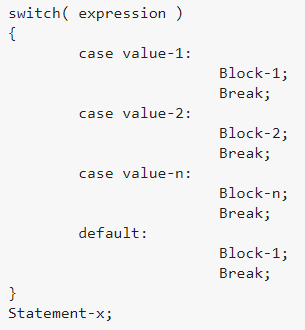 switch( expression )
{
case value-1:
Block-1;
Break;
case value-2:
Block-2;
Break;
case value-n:
Block-n;
Break;
default:
Block-1;
Break;
}
Statement-x;